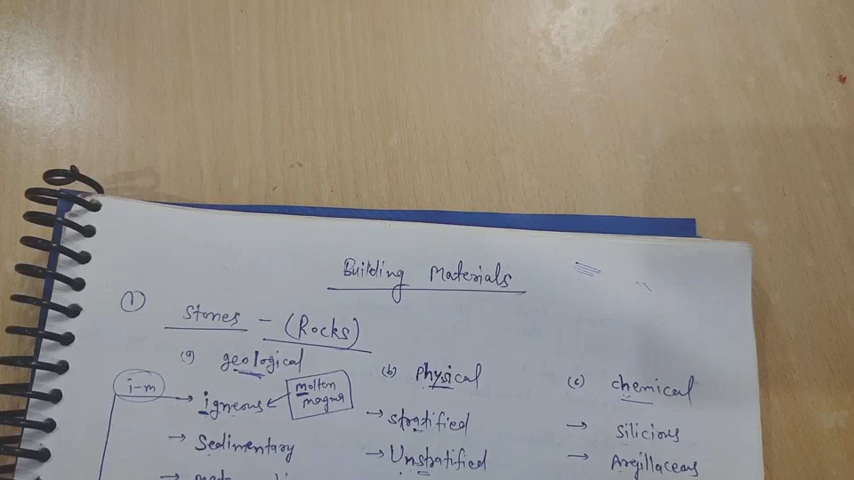 Building Materials
① Stones - (Rocks)
(a) geological
i-m → igneous ← molten magma
→ Sedimentary
(b) Physical
→ stratified
→ Unstratified
(c) chemical
→ silicious
→ Argillaceous